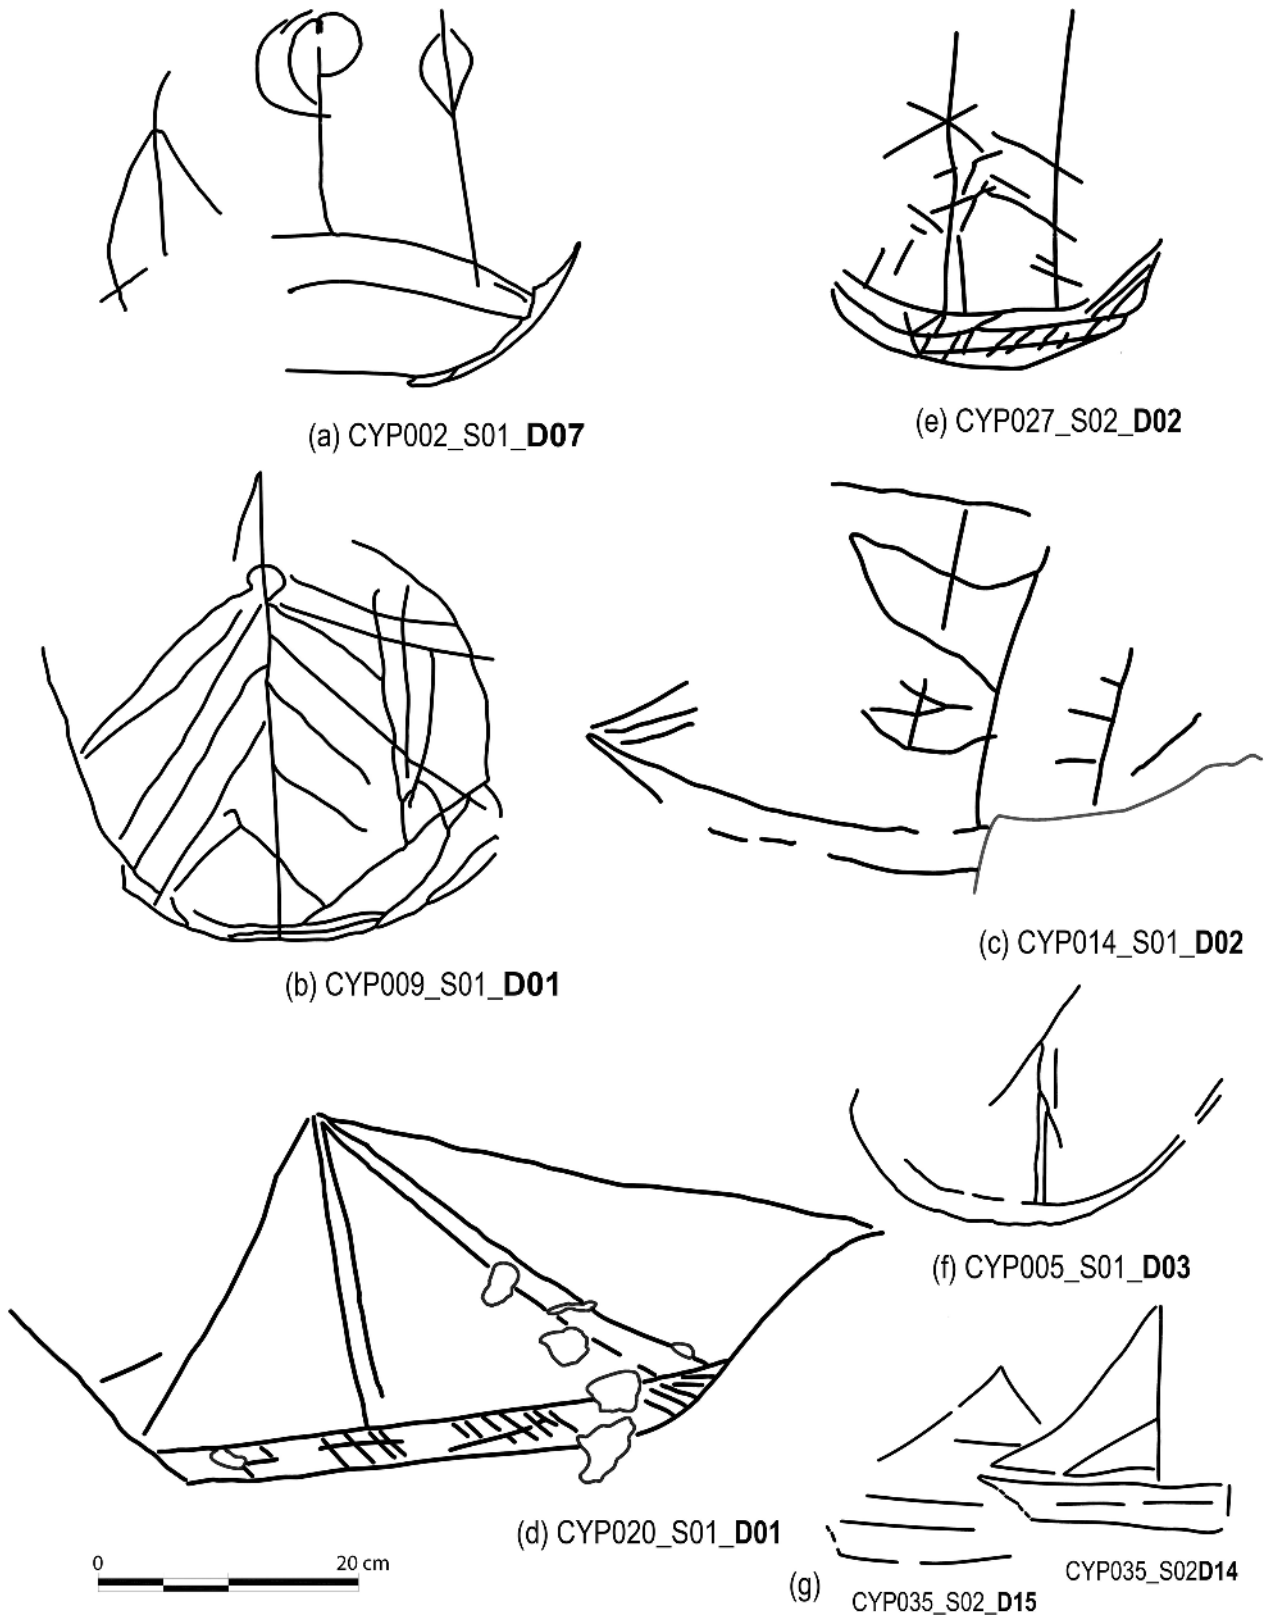 (a) CYP002_S01_D07
(e) CYP027_S02_D02
(b) CYP009_S01_D01
(c) CYP014_S01_D02
(f) CYP005_S01_D03
(d) CYP020_S01_D01
0 20 cm
(g)
CYP035_S02D14
CYP035_S02_D15